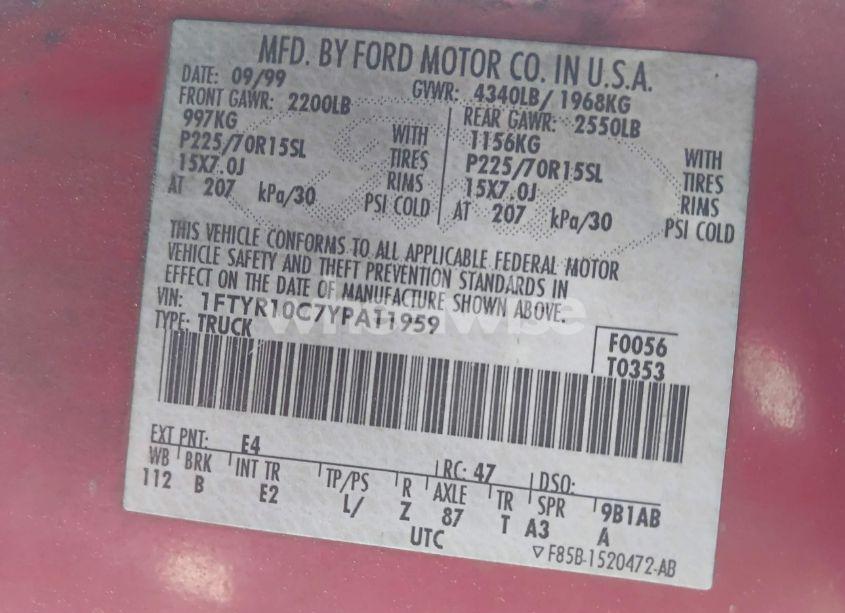 MFD. BY FORD MOTOR CO. IN U.S.A.
DATE: 09/99 GVWR: 4340LB/ 1968KG
FRONT GAWR: 2200LB REAR GAWR: 2550LB
997KG WITH 1156KG WITH
P225/70R15SL TIRES P225/70R15SL TIRES
15X7.0J RIMS 15X7.0J RIMS
AT 207 kPa/30 PSI COLD AT 207 kPa/30 PSI COLD
THIS VEHICLE CONFORMS TO ALL APPLICABLE FEDERAL MOTOR
VEHICLE SAFETY AND THEFT PREVENTION STANDARDS IN
EFFECT ON THE DATE OF MANUFACTURE SHOWN ABOVE.
VIN: 1FTYR10C7YPA11959
TYPE: TRUCK
F0056
T0353
EXT PNT: E4 RC: 47 DSO:
WB BRK INT TR TP/PS R AXLE TR SPR 9B1AB
112 B E2 L/ Z 87 T A3 A
UTC
▽F85B-1520472-AB